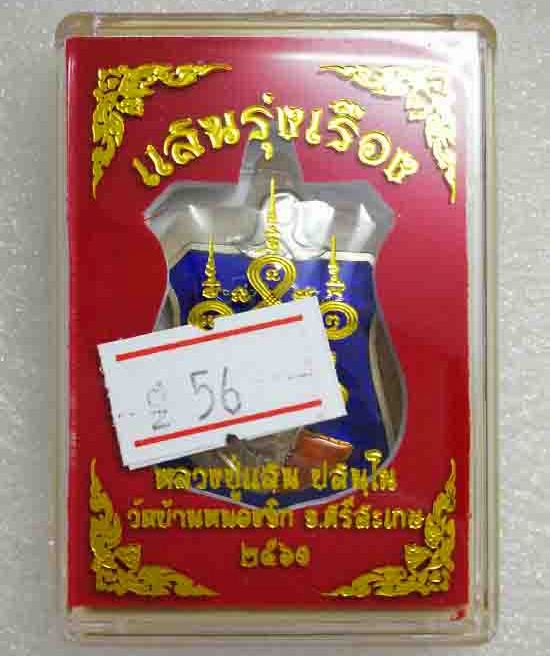 แสนรุ่งเรือง
56
หลวงปู่แสน ปสนฺโน
วัดบ้านหนองจิก จ.ศรีสะเกษ
๒๕๖๑